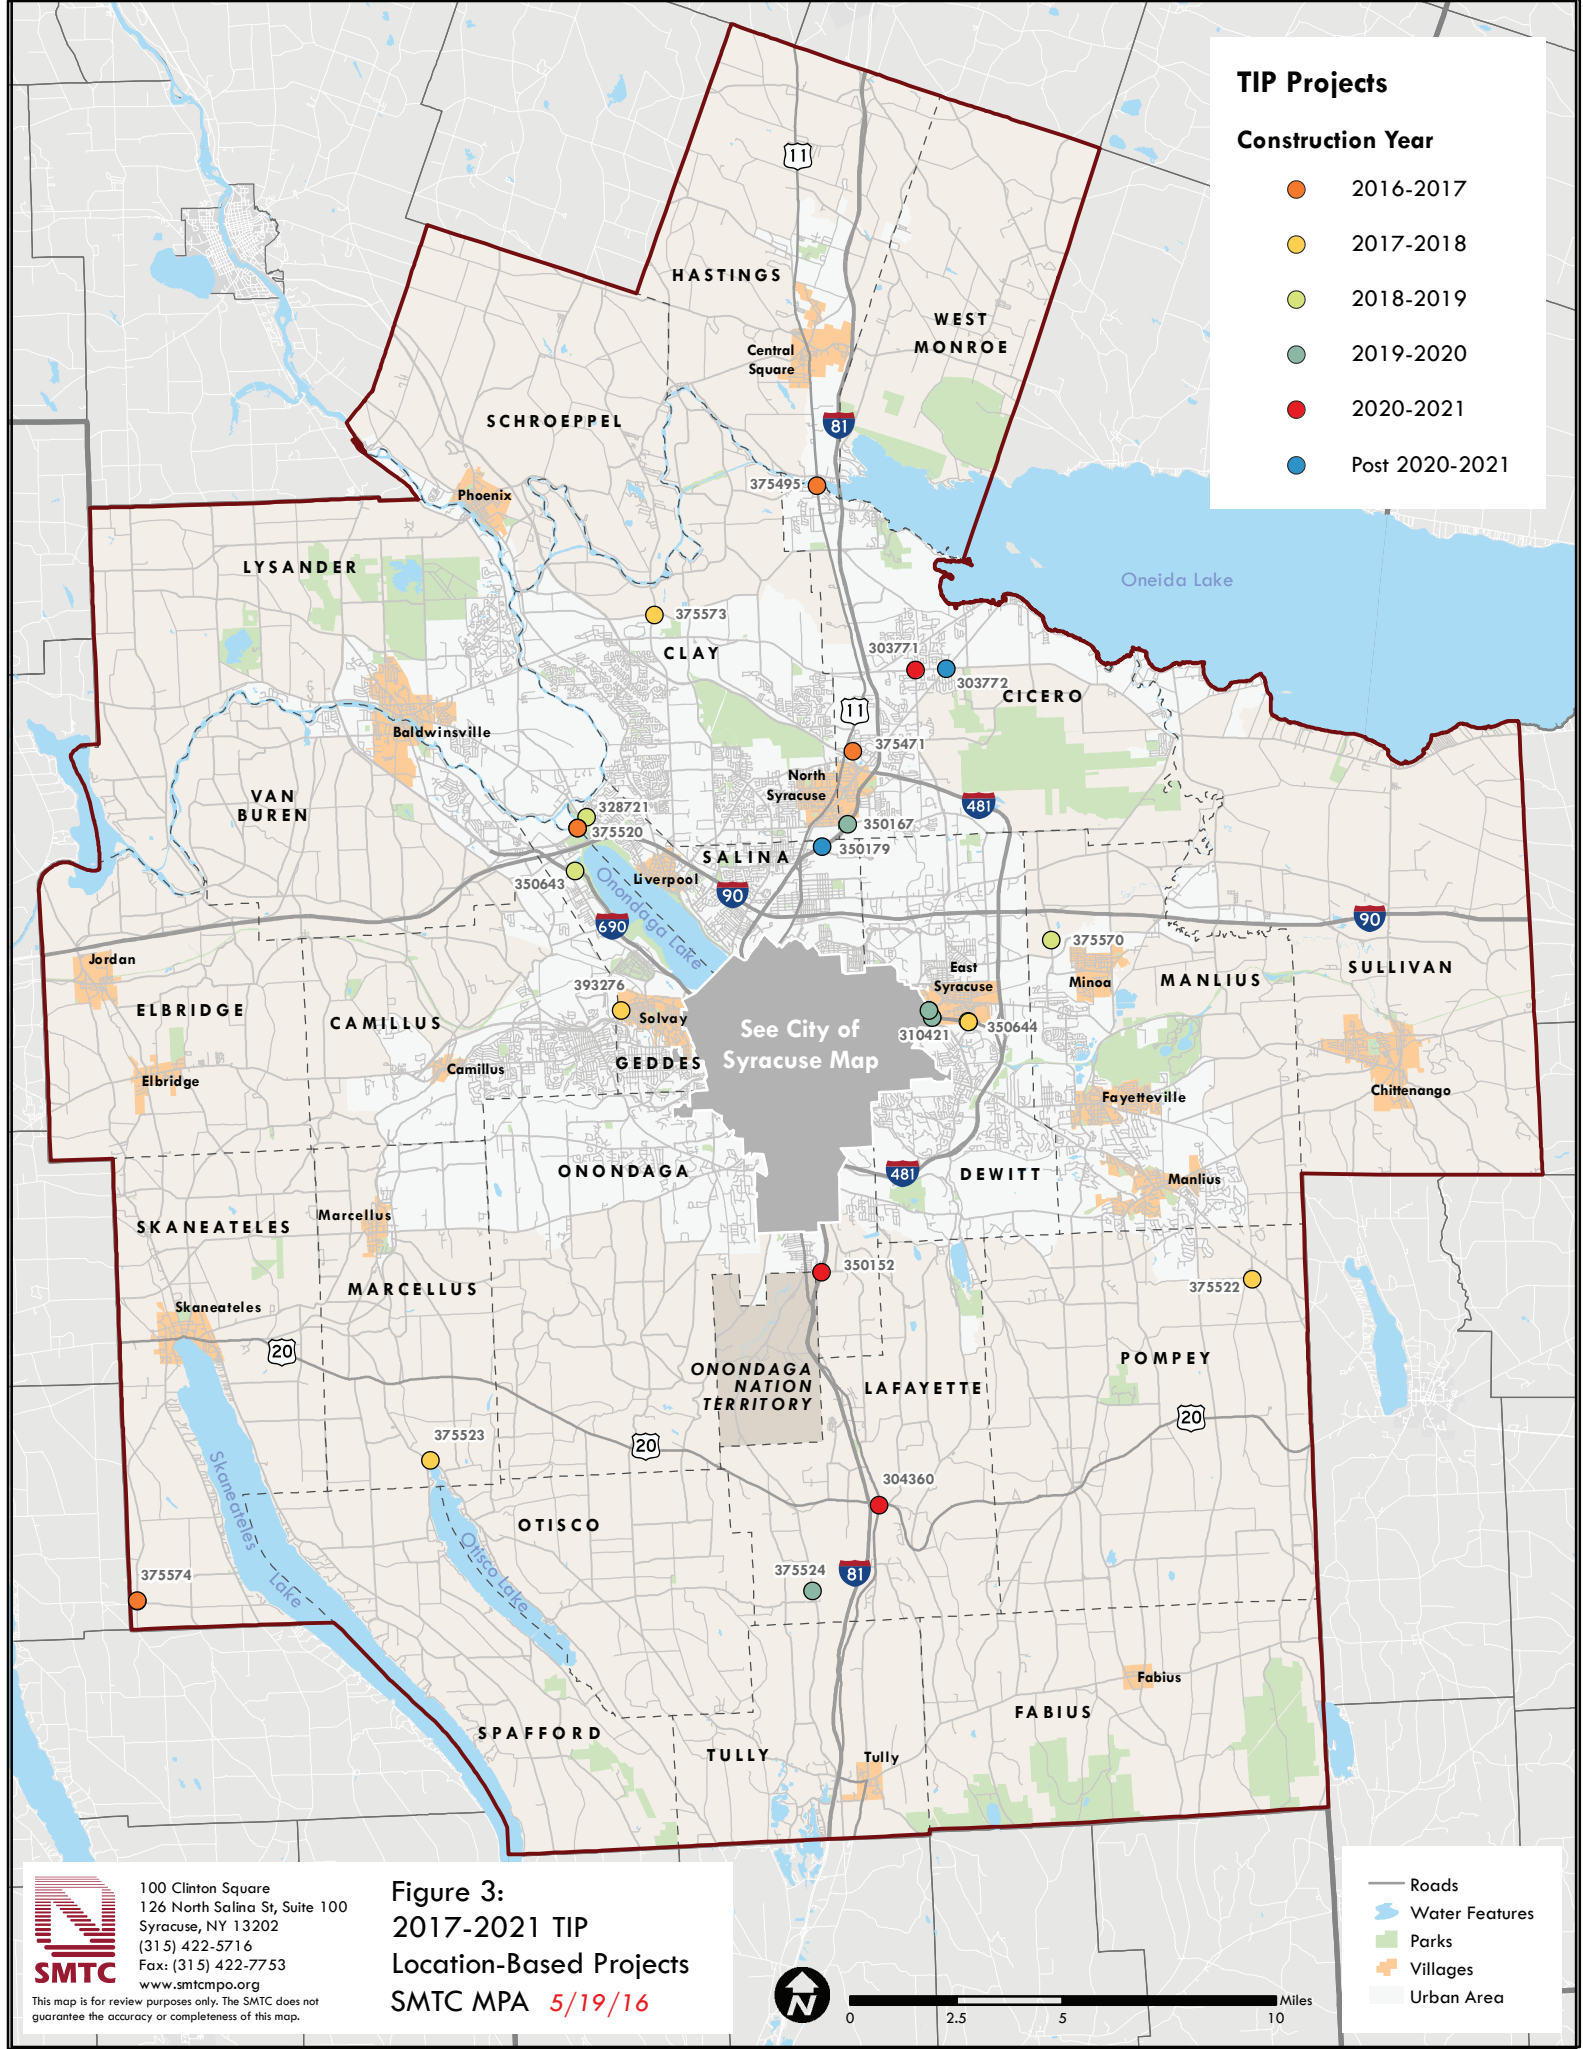 TIP Projects
Construction Year
2016-2017
2017-2018
2018-2019
2019-2020
2020-2021
Post 2020-2021
11
HASTINGS
WEST
MONROE
Central
Square
SCHROEPPEL
81
375495
Phoenix
LYSANDER
Oneida Lake
375573
CLAY
303771
303772
CICERO
11
Baldwinsville
375471
North
Syracuse
VAN
BUREN
481
328721
375520
350167
350179
SALINA
350643
Liverpool
Onondaga Lake
90
690
90
375570
Jordan
ELBRIDGE
CAMILLUS
393276
Solvay
East
Syracuse
Minoa
MANLIUS
SULLIVAN
See City of
Syracuse Map
310421
350644
GEDDES
Camillus
Elbridge
Fayetteville
Chittenango
ONONDAGA
481
DEWITT
Manlius
SKANEATELES
Marcellus
MARCELLUS
350152
375522
Skaneateles
20
ONONDAGA
NATION
TERRITORY
LAFAYETTE
POMPEY
20
20
375523
Skaneateles
Lake
304360
OTISCO
Otisco Lake
375574
375524
81
Fabius
FABIUS
SPAFFORD
TULLY
Tully
SMTC
100 Clinton Square
126 North Salina St, Suite 100
Syracuse, NY 13202
(315) 422-5716
Fax: (315) 422-7753
www.smtcmpo.org
This map is for review purposes only. The SMTC does not
guarantee the accuracy or completeness of this map.
Figure 3:
2017-2021 TIP
Location-Based Projects
SMTC MPA 5/19/16
N
Miles
0 2.5 5 10
Roads
Water Features
Parks
Villages
Urban Area